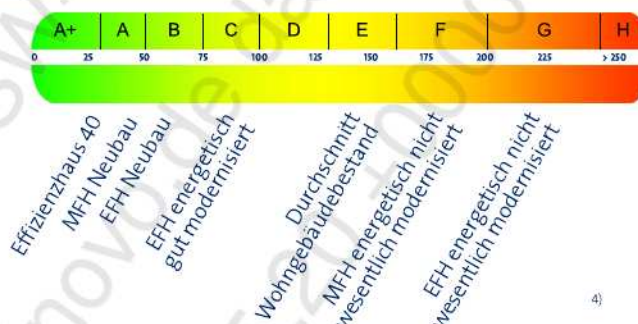 A+ A B C D E F G H
0 25 50 75 100 125 150 175 200 225 > 250
Effizienzhaus 40
MFH Neubau
EFH Neubau
EFH energetisch
gut modernisiert
Durchschnitt
Wohngebäudebestand
MFH energetisch nicht
wesentlich modernisiert
EFH energetisch nicht
wesentlich modernisiert
4)